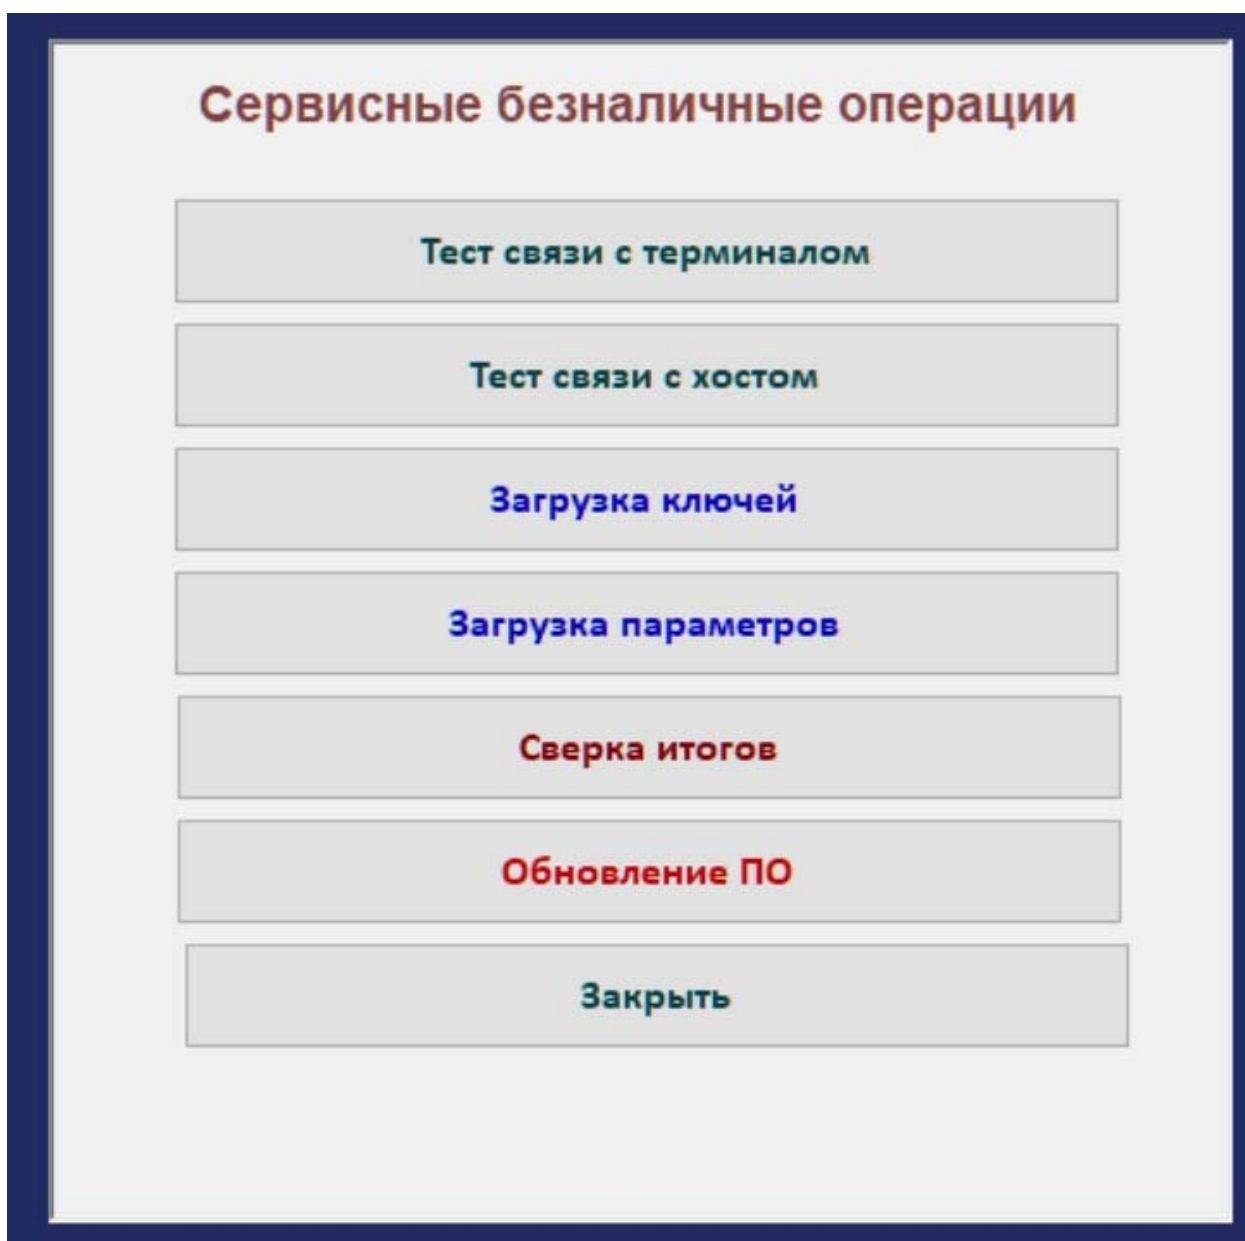 Сервисные безналичные операции
Тест связи с терминалом
Тест связи с хостом
Загрузка ключей
Загрузка параметров
Сверка итогов
Обновление ПО
Закрыть